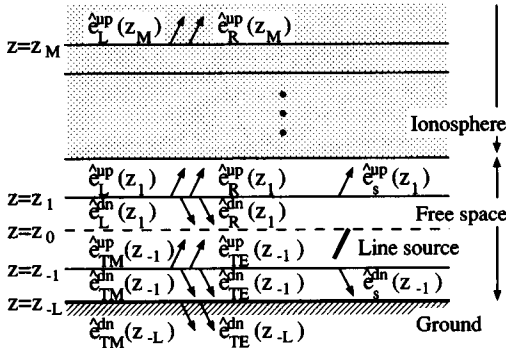 ê_L^up(z_M) ê_R^up(z_M)
z=z_M
Ionosphere
ê_L^up(z_1) ê_R^up(z_1) ê_s^up(z_1)
z=z_1
ê_L^dn(z_1) ê_R^dn(z_1) Free space
z=z_0
ê_TM^up(z_-1) ê_TE^up(z_-1) Line source
z=z_-1
ê_TM^dn(z_-1) ê_TE^dn(z_-1) ê_s^dn(z_-1)
z=z_-L
ê_TM^dn(z_-L) ê_TE^dn(z_-L) Ground